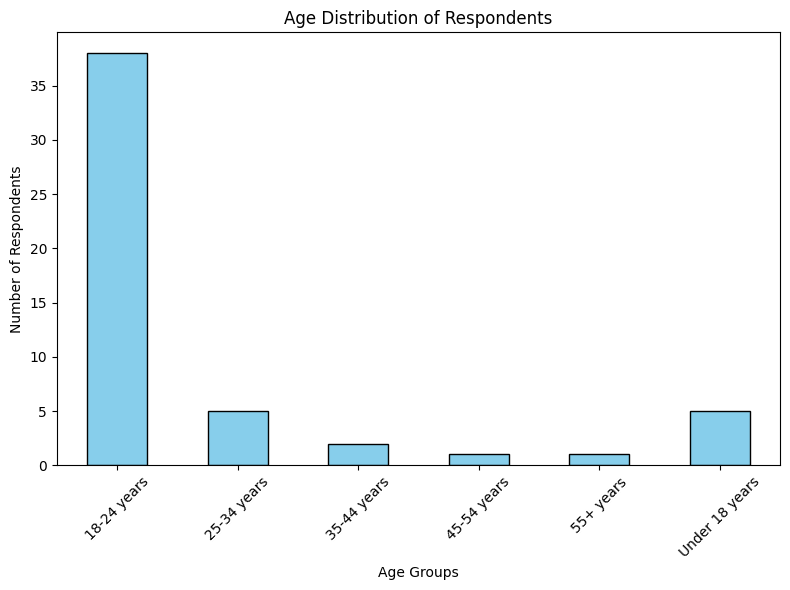 Age Distribution of Respondents
Number of Respondents
35
30
25
20
15
10
5
0
18-24 years
25-34 years
35-44 years
45-54 years
55+ years
Under 18 years
Age Groups